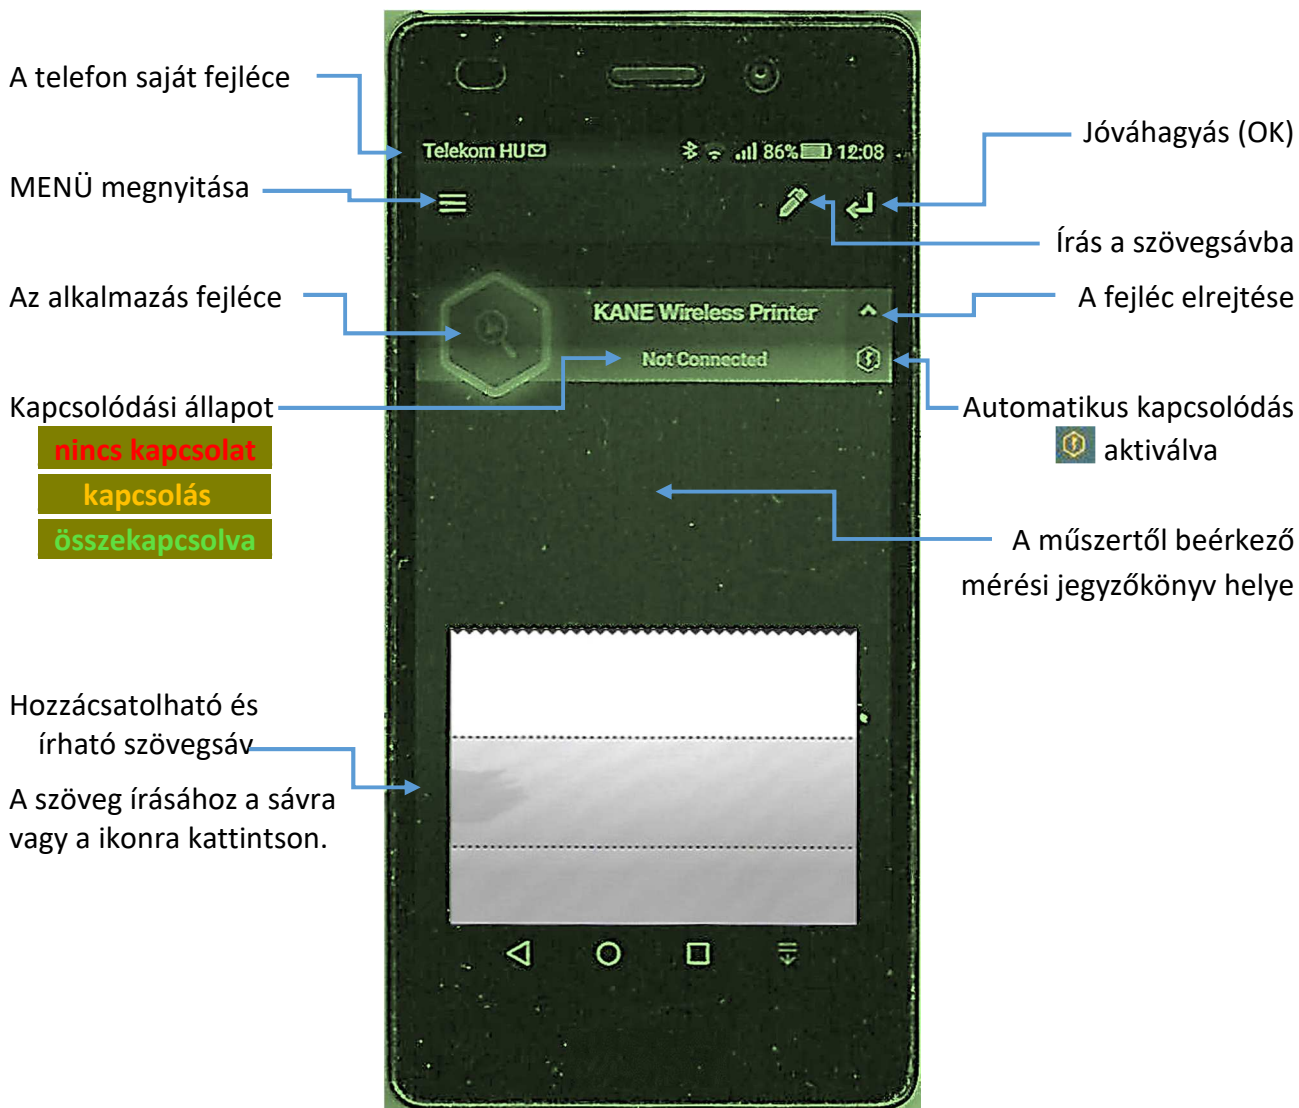 A telefon saját fejléce
MENÜ megnyitása
Az alkalmazás fejléce
Kapcsolódási állapot
nincs kapcsolat
kapcsolás
összekapcsolva
Hozzácsatolható és
írható szövegsáv
A szöveg írásához a sávra
vagy a ikonra kattintson.
Telekom HU
86% 12:08
KANE Wireless Printer
Not Connected
Jóváhagyás (OK)
Írás a szövegsávba
A fejléc elrejtése
Automatikus kapcsolódás
aktiválva
A műszertől beérkező
mérési jegyzőkönyv helye